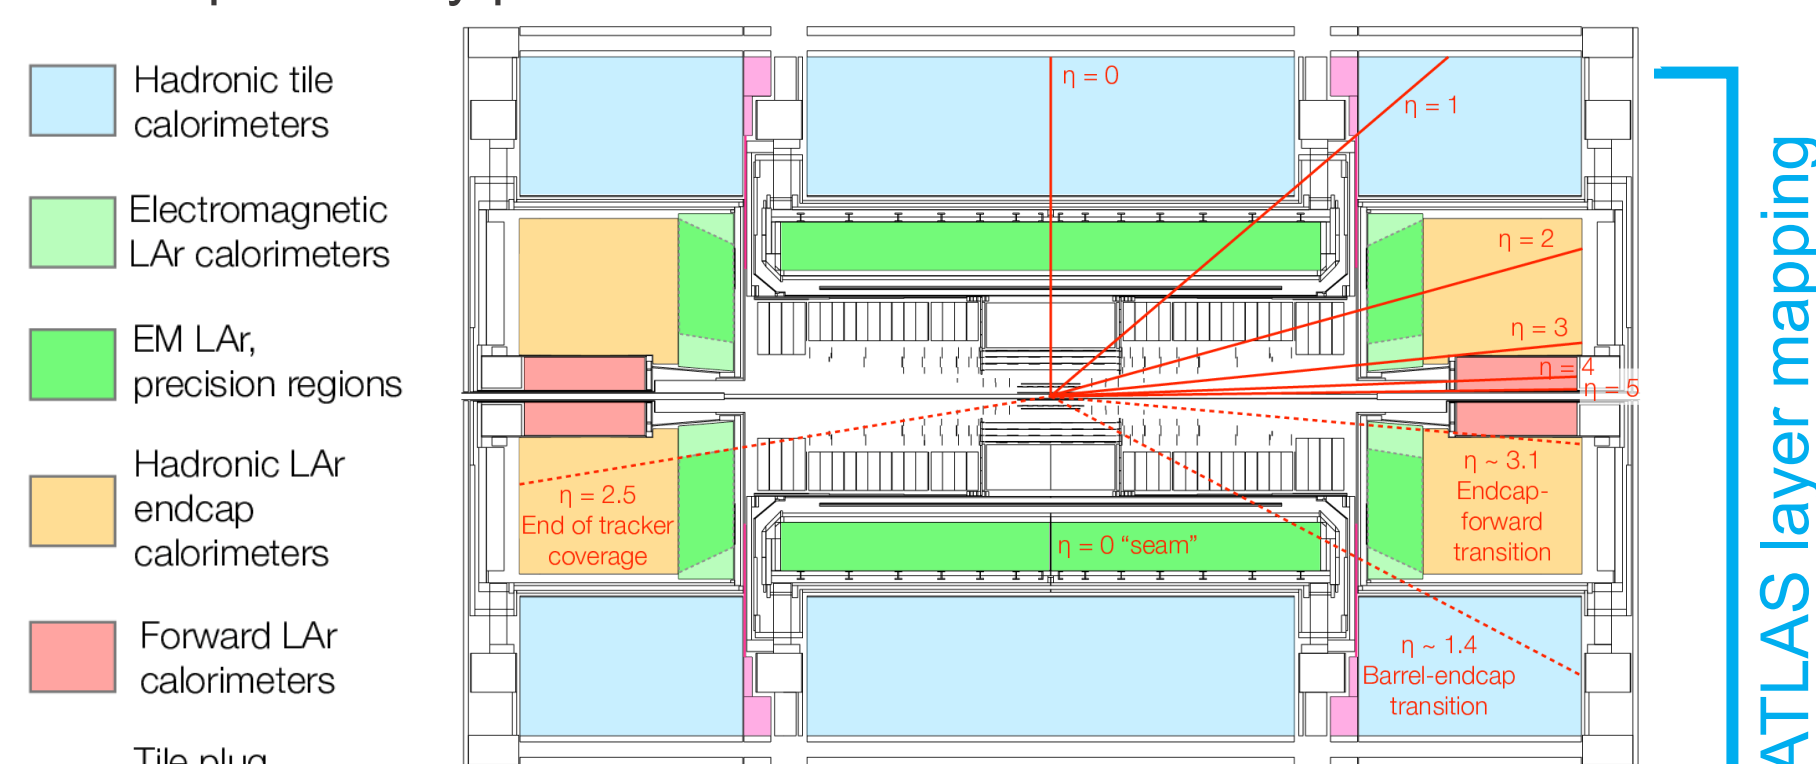 Hadronic tile
calorimeters
Electromagnetic
LAr calorimeters
EM LAr,
precision regions
Hadronic LAr
endcap
calorimeters
Forward LAr
calorimeters
Tile plug
η = 0
η = 1
η = 2
η = 3
η = 4
η = 5
η = 2.5
End of tracker
coverage
η = 0 “seam”
η ~ 3.1
Endcap-
forward
transition
η ~ 1.4
Barrel-endcap
transition
ATLAS layer mapping